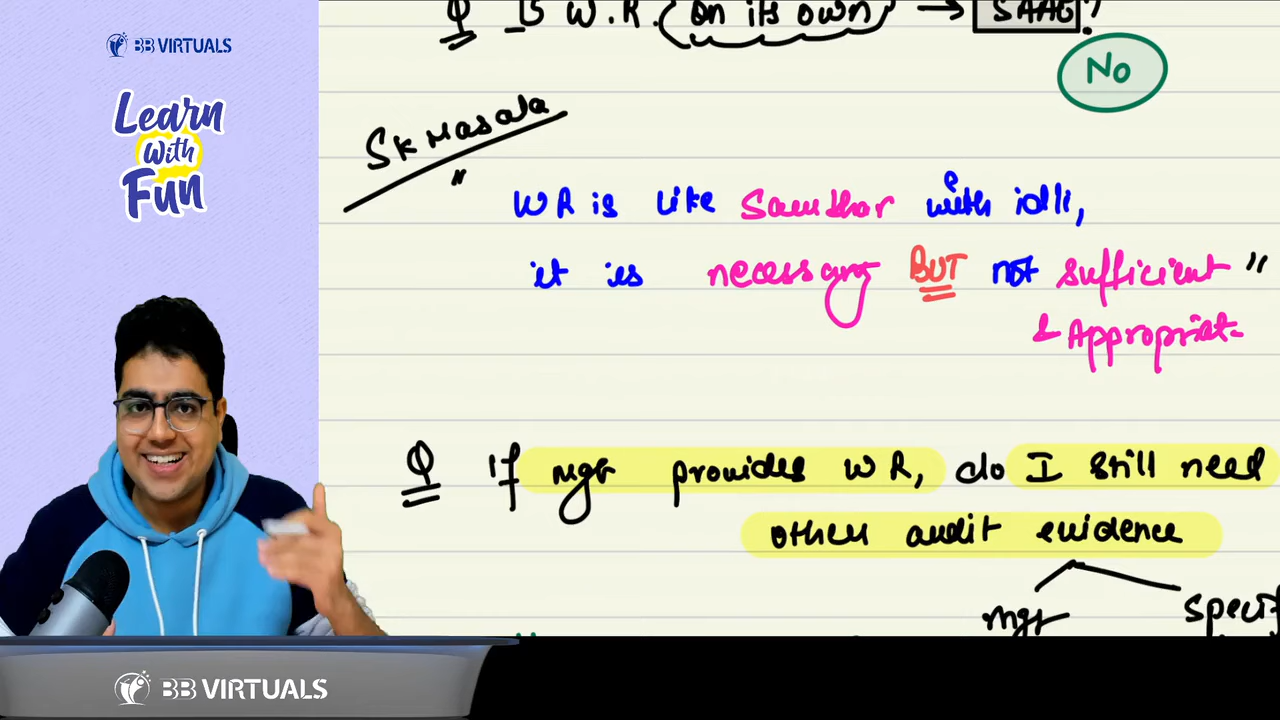 BB VIRTUALS
Learn
With
Fun
Q Is W.R. (on its own) → SAAE?
No
SK Masala
" WR is like Sambhar with idli,
it is necessary BUT not sufficient "
& Appropriate
Q If mgt provides WR, do I still need
other audit evidence
mgt
BB VIRTUALS